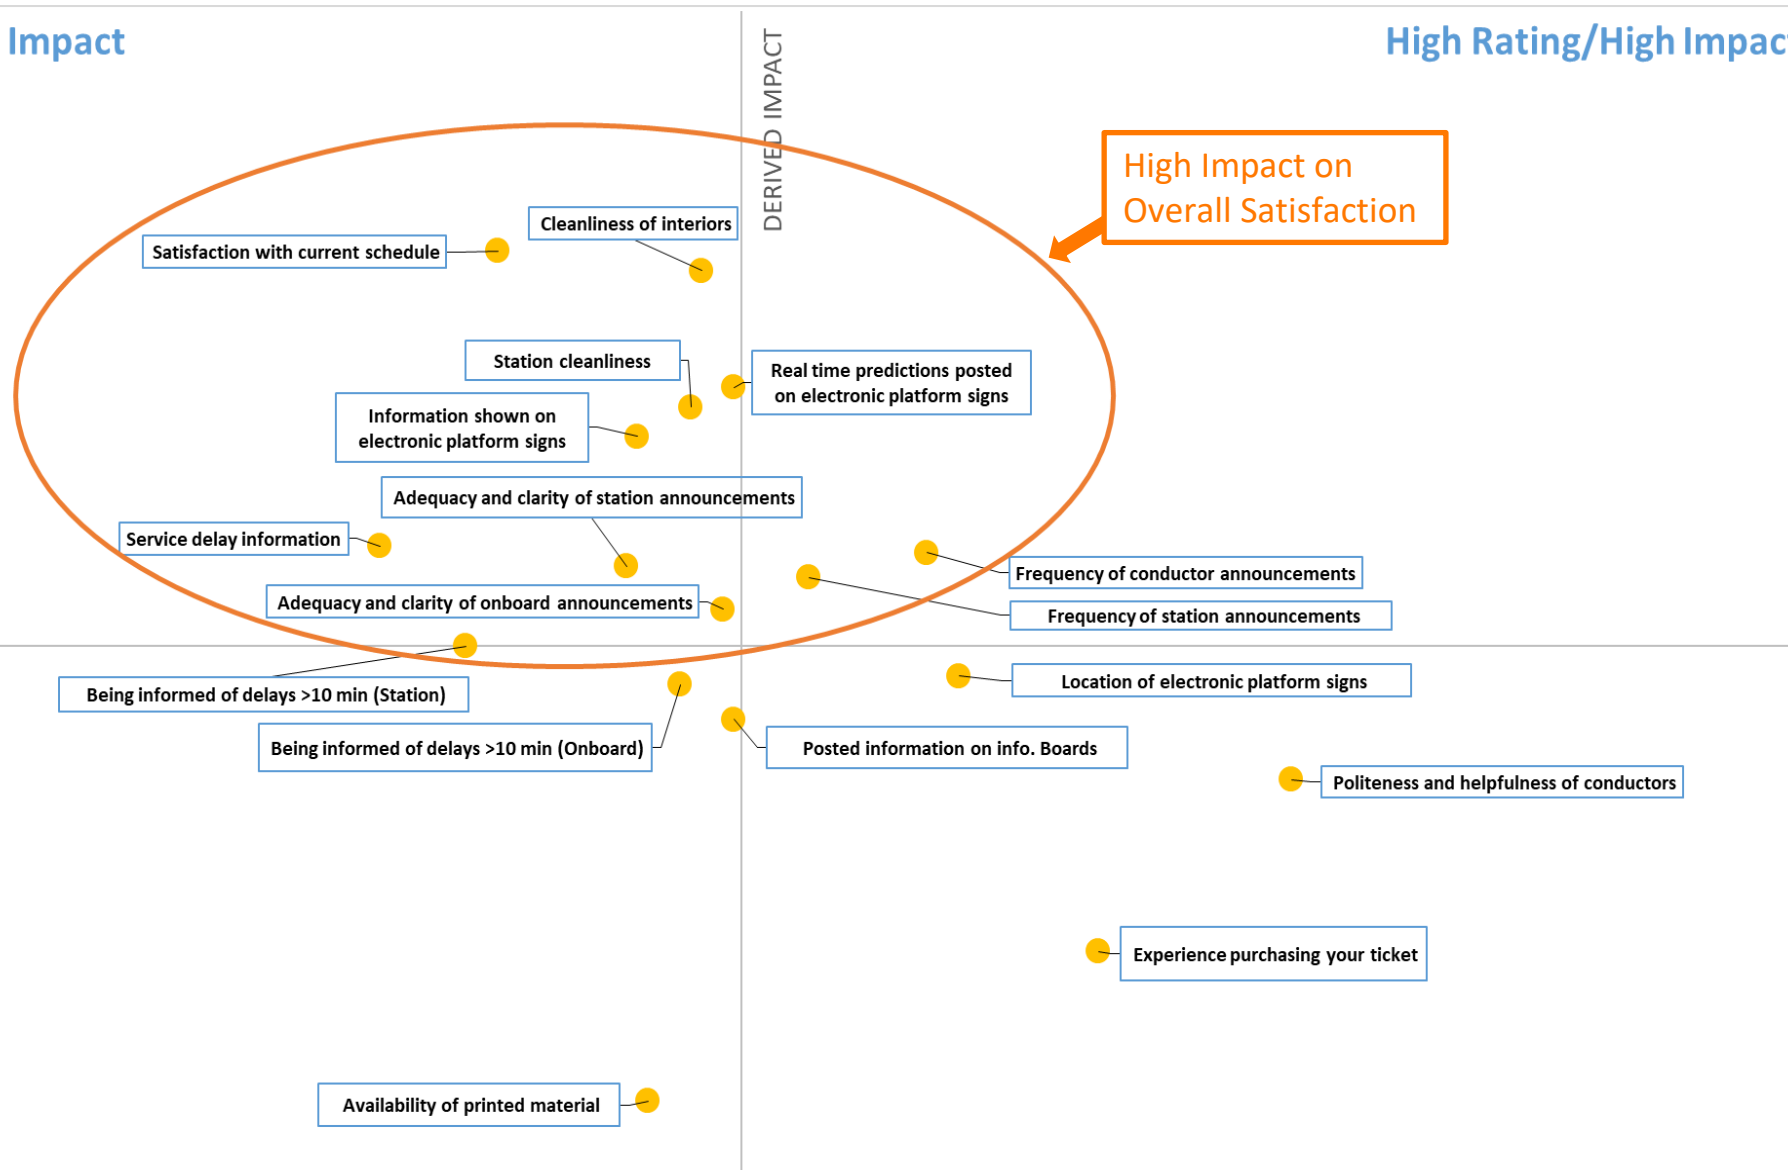 Impact
High Rating/High Impact
DERIVED IMPACT
High Impact on
Overall Satisfaction
Cleanliness of interiors
Satisfaction with current schedule
Station cleanliness
Real time predictions posted
on electronic platform signs
Information shown on
electronic platform signs
Adequacy and clarity of station announcements
Service delay information
Frequency of conductor announcements
Adequacy and clarity of onboard announcements
Frequency of station announcements
Location of electronic platform signs
Being informed of delays >10 min (Station)
Being informed of delays >10 min (Onboard)
Posted information on info. Boards
Politeness and helpfulness of conductors
Experience purchasing your ticket
Availability of printed material